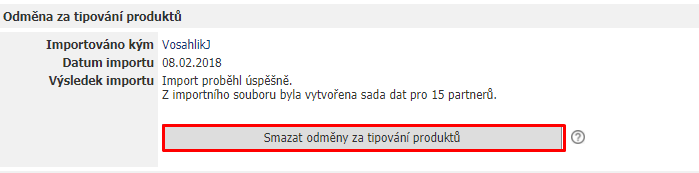 Odměna za tipování produktů
Importováno kým VosahlikJ
Datum importu 08.02.2018
Výsledek importu Import proběhl úspěšně.
Z importního souboru byla vytvořena sada dat pro 15 partnerů.
Smazat odměny za tipování produktů ?